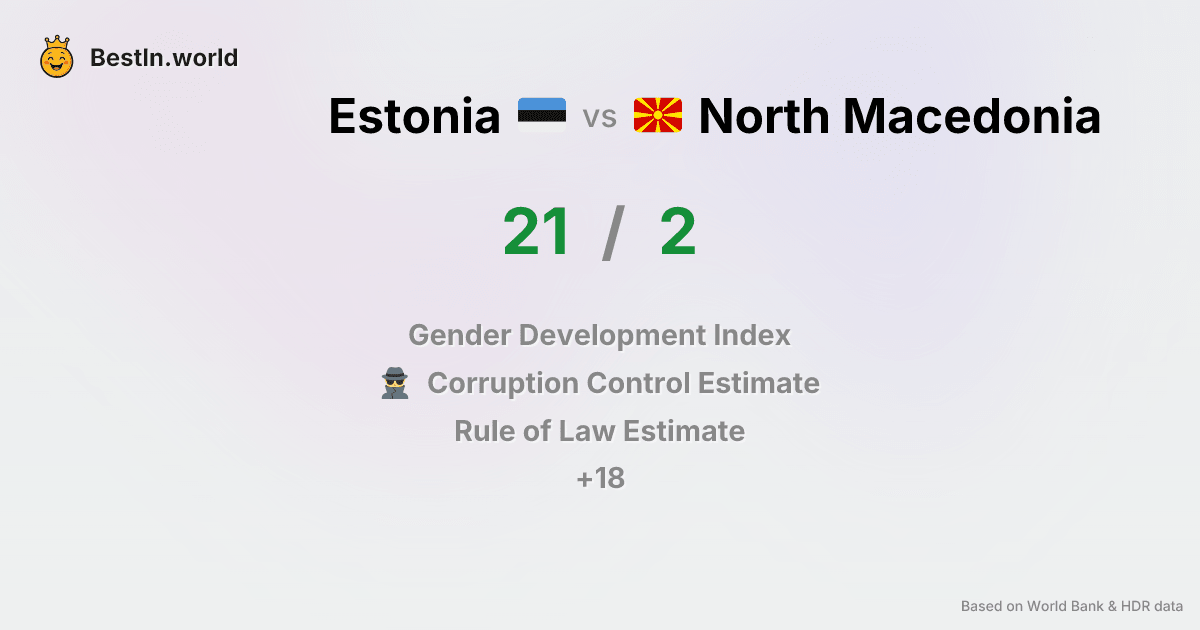 BestIn.world
Estonia vs North Macedonia
21 / 2
Gender Development Index
Corruption Control Estimate
Rule of Law Estimate
+18
Based on World Bank & HDR data